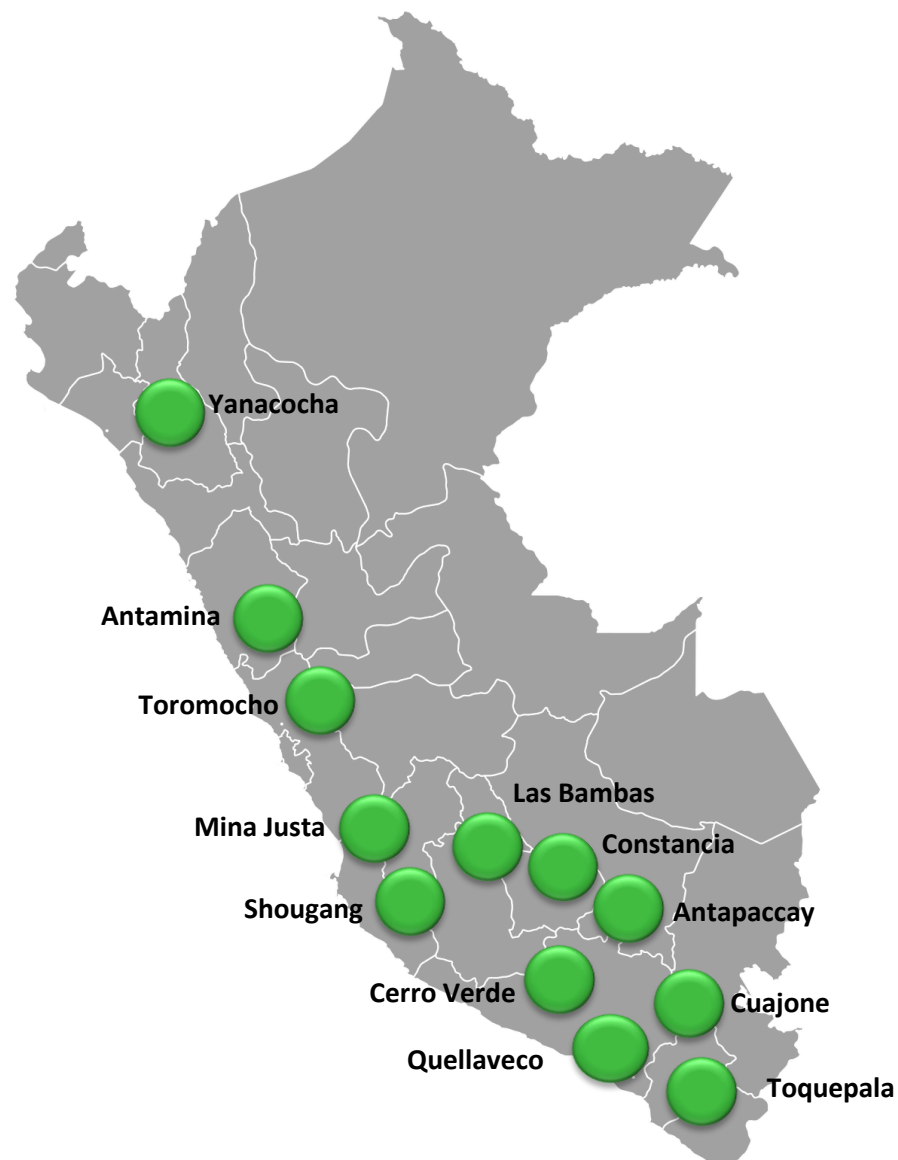 Yanacocha
Antamina
Toromocho
Las Bambas
Mina Justa
Constancia
Shougang
Antapaccay
Cerro Verde
Cuajone
Quellaveco
Toquepala